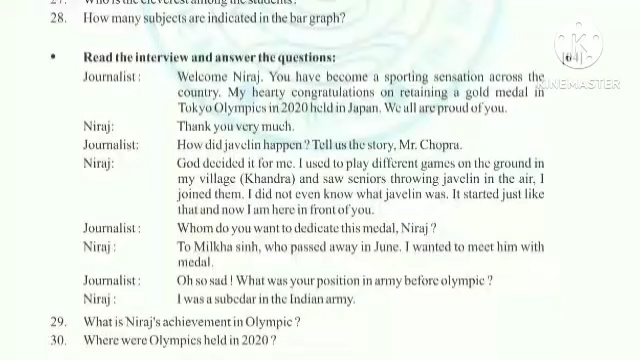 27. Who is the cleverest among the students?
28. How many subjects are indicated in the bar graph?
• Read the interview and answer the questions: |04|
KINEMASTER
Journalist : Welcome Niraj. You have become a sporting sensation across the
country. My hearty congratulations on retaining a gold medal in
Tokyo Olympics in 2020 held in Japan. We all are proud of you.
Niraj: Thank you very much.
Journalist: How did javelin happen ? Tell us the story, Mr. Chopra.
Niraj: God decided it for me. I used to play different games on the ground in
my village (Khandra) and saw seniors throwing javelin in the air, I
joined them. I did not even know what javelin was. It started just like
that and now I am here in front of you.
Journalist : Whom do you want to dedicate this medal, Niraj ?
Niraj : To Milkha sinh, who passed away in June. I wanted to meet him with
medal.
Journalist : Oh so sad ! What was your position in army before olympic ?
Niraj : I was a subedar in the Indian army.
29. What is Niraj's achievement in Olympic ?
30. Where were Olympics held in 2020 ?